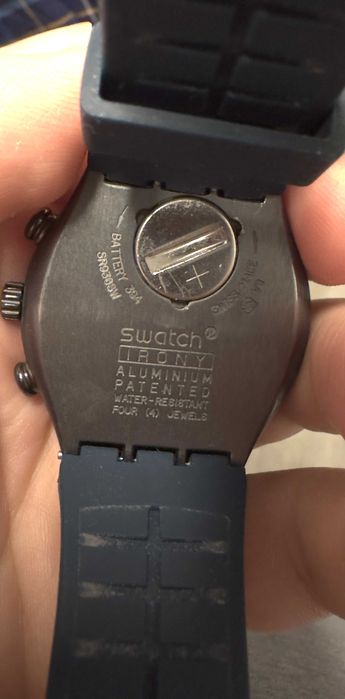 BATTERY 394
SR936SW
swatch
IRONY
ALUMINIUM
PATENTED
WATER-RESISTANT
FOUR (4) JEWELS